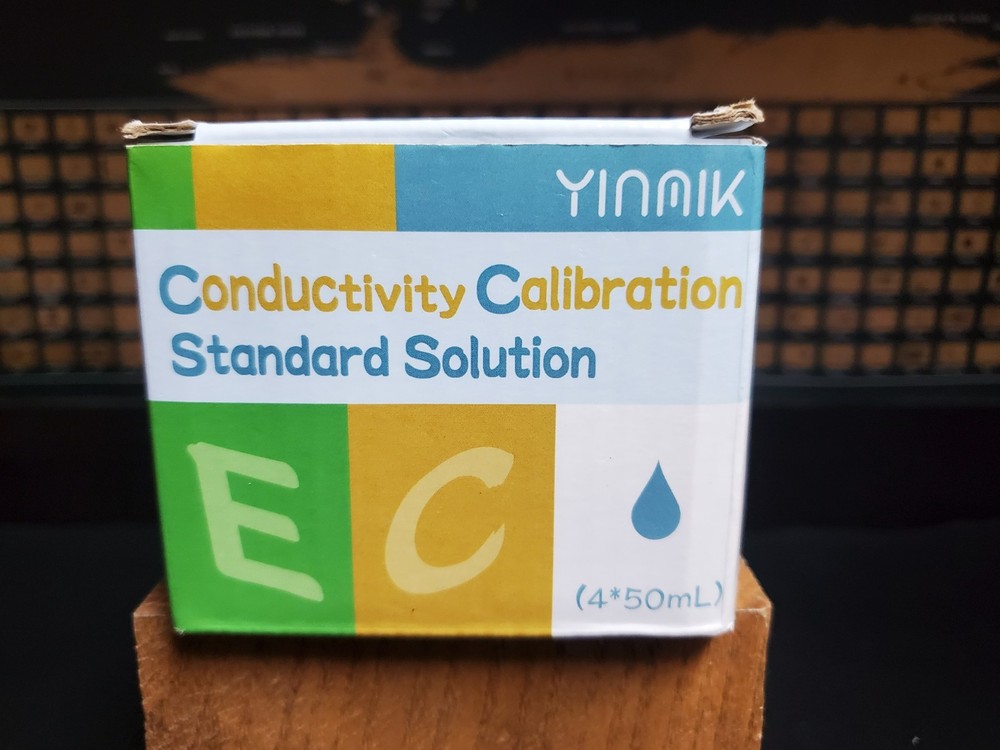 YINMIK
Conductivity Calibration
Standard Solution
EC
(4*50mL)